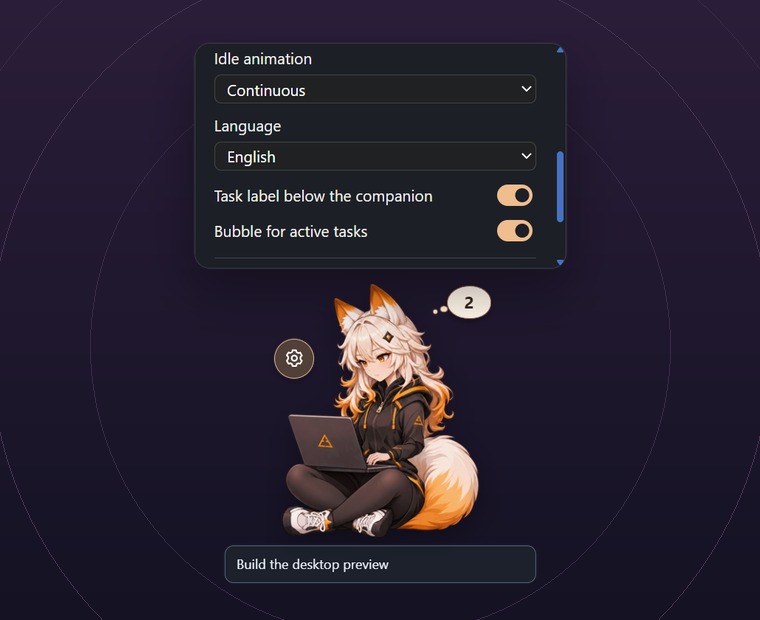 Idle animation
Continuous
Language
English
Task label below the companion
Bubble for active tasks
2
Build the desktop preview